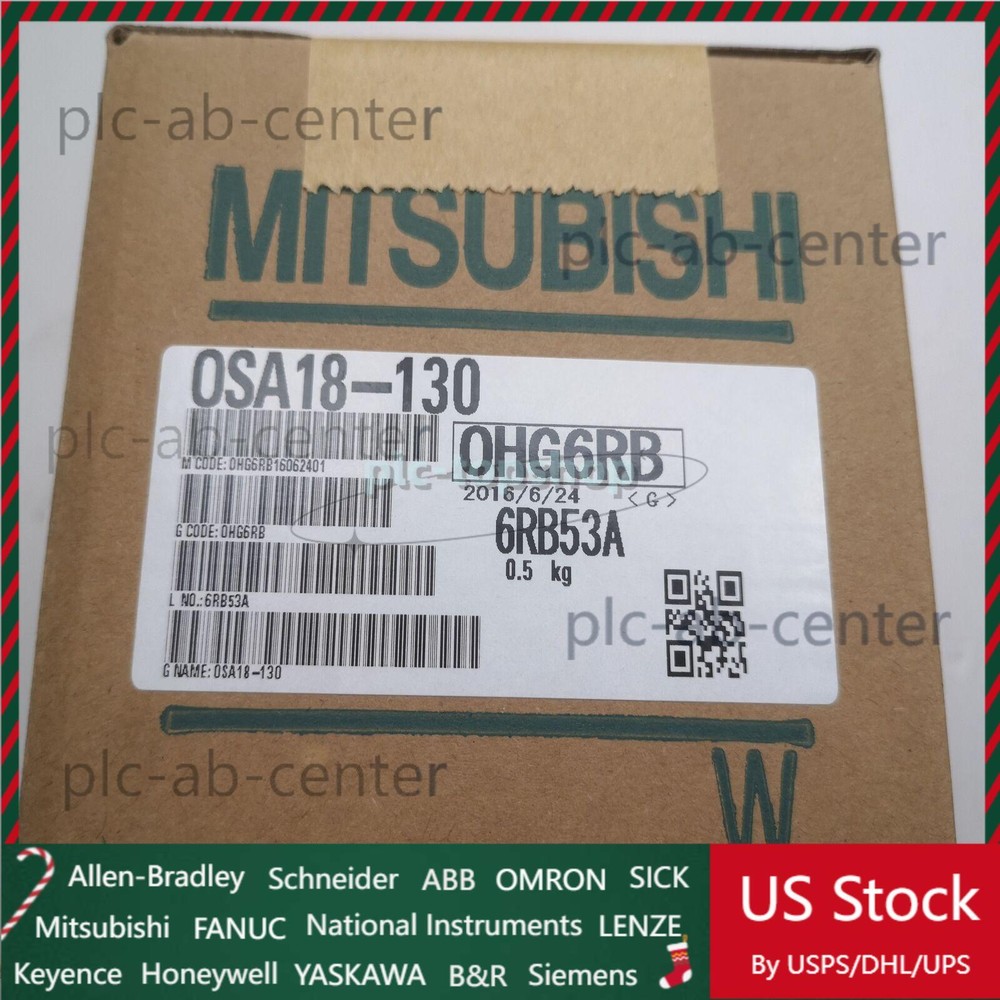 plc-ab-center
MITSUBISHI
plc-ab-center
OSA18-130
plc-ab-center
OHG6RB
M CODE:OHG6RB16062401
plc-topshop
2016/6/24 <G>
G CODE:OHG6RB
6RB53A
0.5 kg
L NO.:6RB53A
plc-ab-center
G NAME:OSA18-130
W
plc-ab-center
Allen-Bradley Schneider ABB OMRON SICK
Mitsubishi FANUC National Instruments LENZE
Keyence Honeywell YASKAWA B&R Siemens
US Stock
By USPS/DHL/UPS